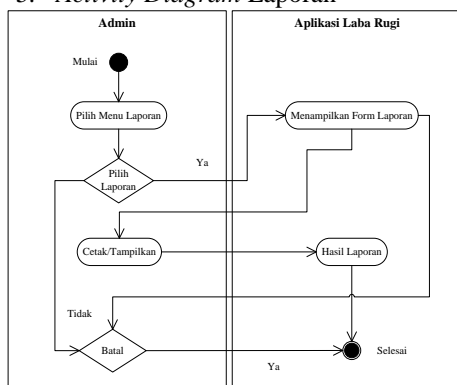 3. Activity Diagram Laporan
Admin
Aplikasi Laba Rugi
Mulai
Pilih Menu Laporan
Menampilkan Form Laporan
Ya
Pilih
Laporan
Cetak/Tampilkan
Hasil Laporan
Tidak
Batal
Selesai
Ya